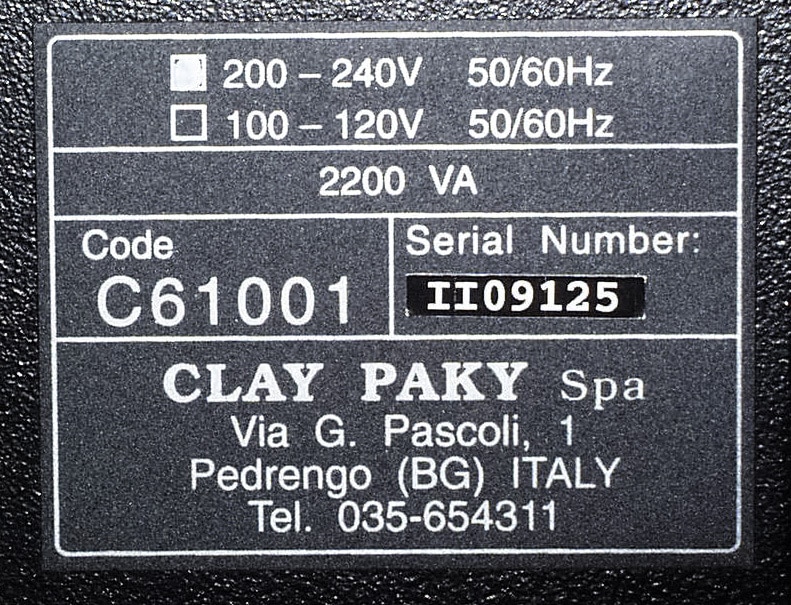 200 – 240V 50/60Hz
100 – 120V 50/60Hz
2200 VA
Code
C61001
Serial Number:
II09125
CLAY PAKY Spa
Via G. Pascoli, 1
Pedrengo (BG) ITALY
Tel. 035-654311